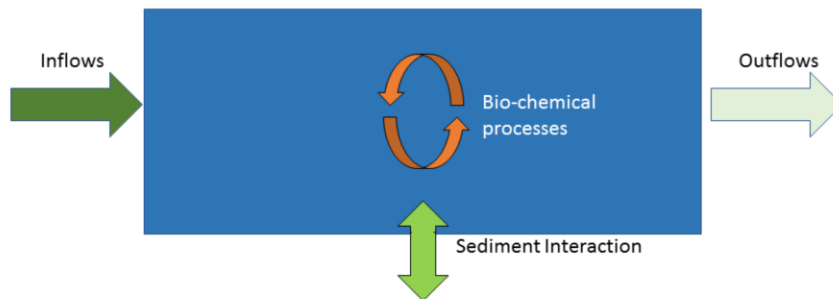 Inflows
Outflows
Bio-chemical
processes
Sediment Interaction